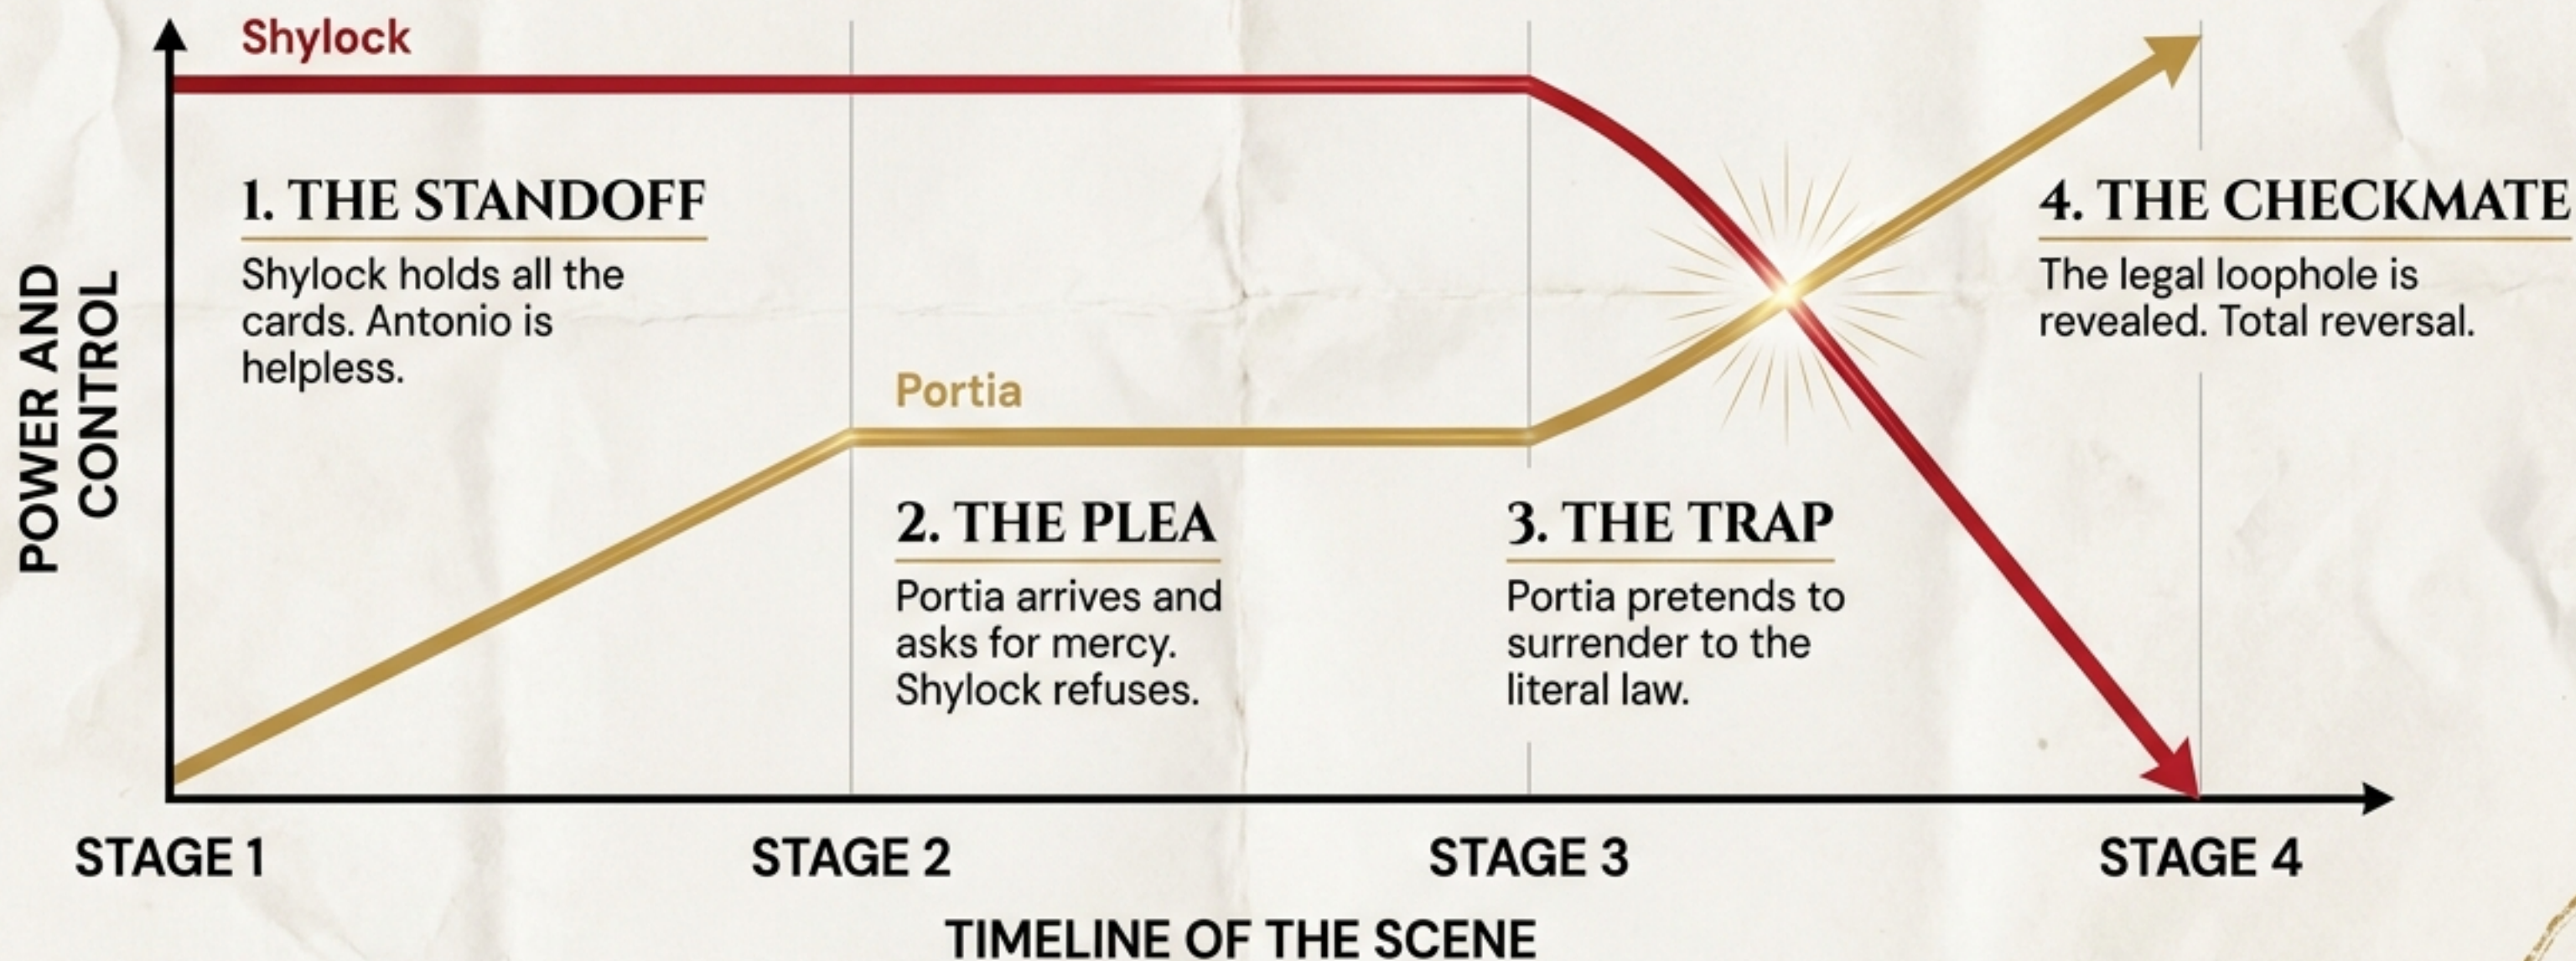 Shylock
1. THE STANDOFF
Shylock holds all the
cards. Antonio is
helpless.
POWER AND
CONTROL
Portia
2. THE PLEA
Portia arrives and
asks for mercy.
Shylock refuses.
3. THE TRAP
Portia pretends to
surrender to the
literal law.
4. THE CHECKMATE
The legal loophole is
revealed. Total reversal.
STAGE 1
STAGE 2
STAGE 3
STAGE 4
TIMELINE OF THE SCENE